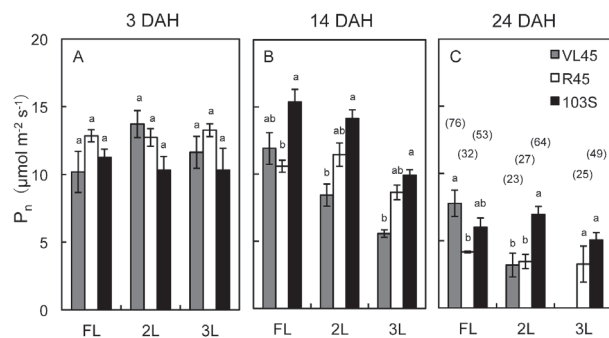 3 DAH 14 DAH 24 DAH
20
15
10
5
0
Pn (μmol m⁻² s⁻¹)
A
a a a a a a a a a
FL 2L 3L
B
ab b a b ab a b ab a
FL 2L 3L
C
VL45
R45
103S
(76) (32) (53) (23) (27) (64) (25) (49)
a b ab b b a a a
FL 2L 3L